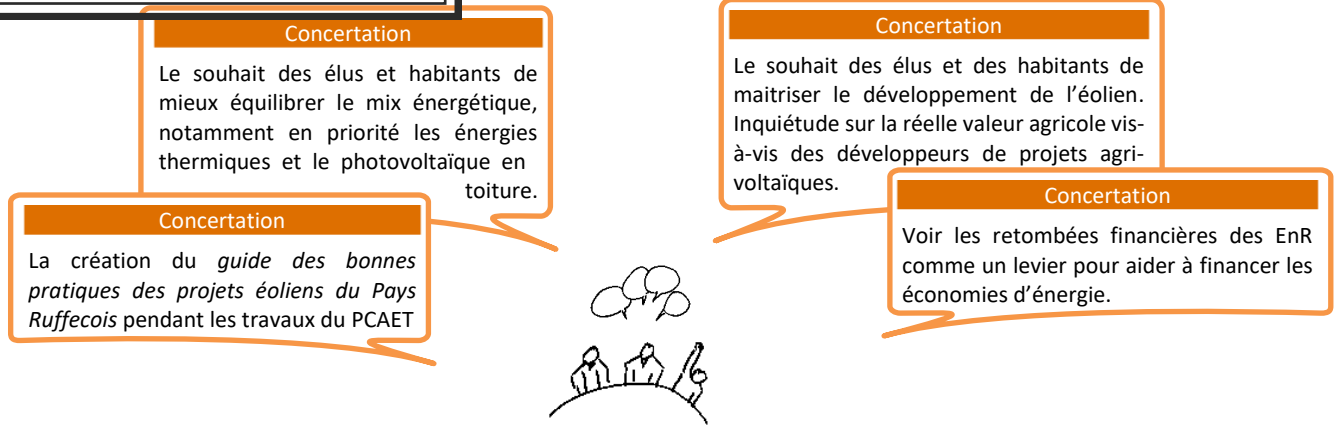 Concertation
Le souhait des élus et habitants de
mieux équilibrer le mix énergétique,
notamment en priorité les énergies
thermiques et le photovoltaïque en
toiture.
Concertation
La création du guide des bonnes
pratiques des projets éoliens du Pays
Ruffecois pendant les travaux du PCAET
Concertation
Le souhait des élus et des habitants de
maitriser le développement de l’éolien.
Inquiétude sur la réelle valeur agricole vis-
à-vis des développeurs de projets agri-
voltaïques.
Concertation
Voir les retombées financières des EnR
comme un levier pour aider à financer les
économies d’énergie.